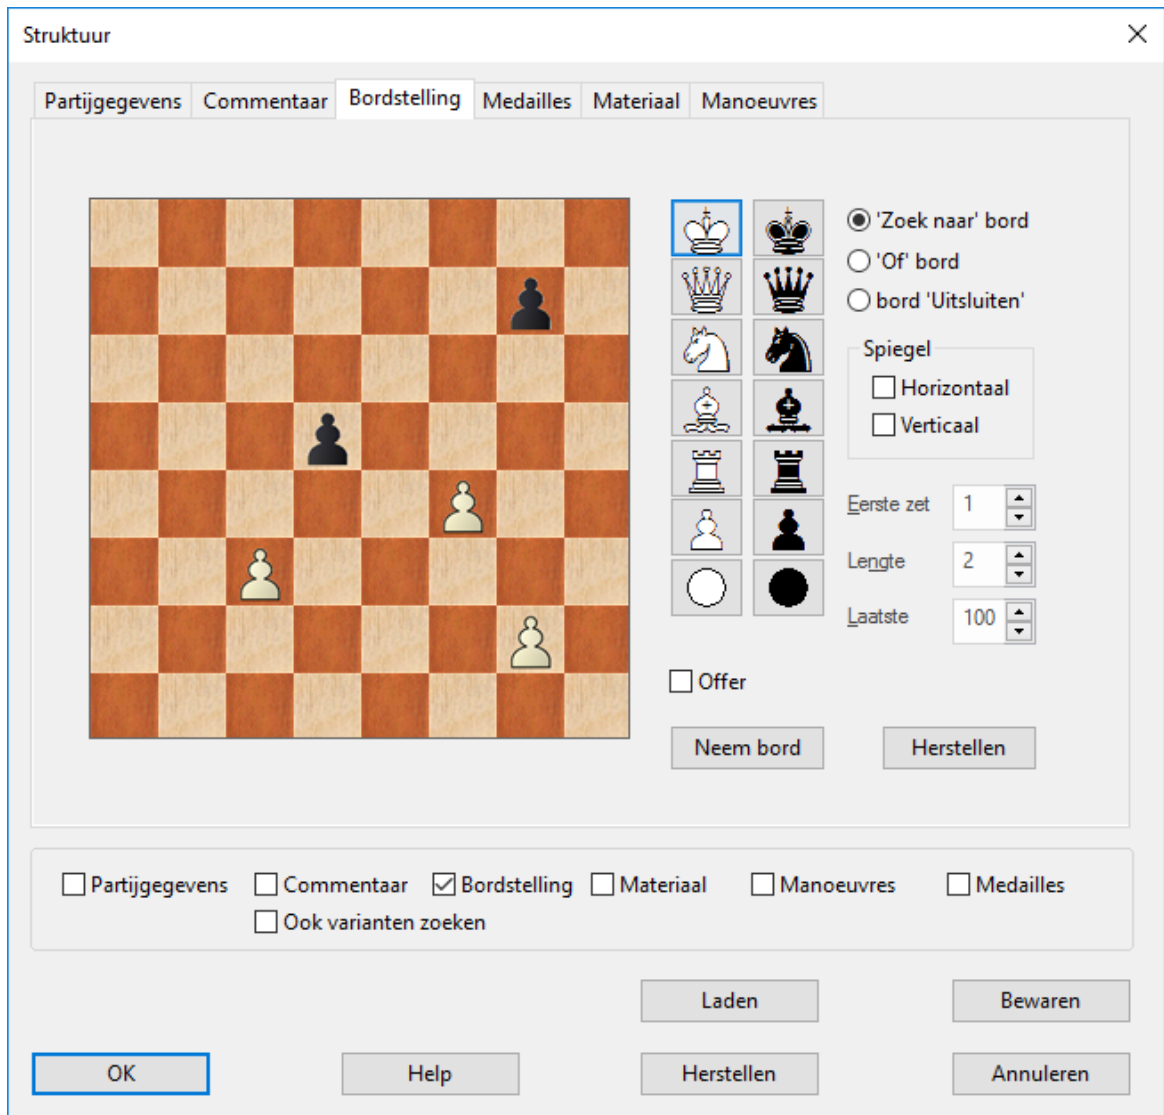 Struktuur
Partijgegevens Commentaar Bordstelling Medailles Materiaal Manoeuvres
'Zoek naar' bord
'Of' bord
bord 'Uitsluiten'
Spiegel
Horizontaal
Verticaal
Eerste zet 1
Lengte 2
Laatste 100
Offer
Neem bord Herstellen
Partijgegevens Commentaar Bordstelling Materiaal Manoeuvres Medailles
Ook varianten zoeken
Laden Bewaren
OK Help Herstellen Annuleren